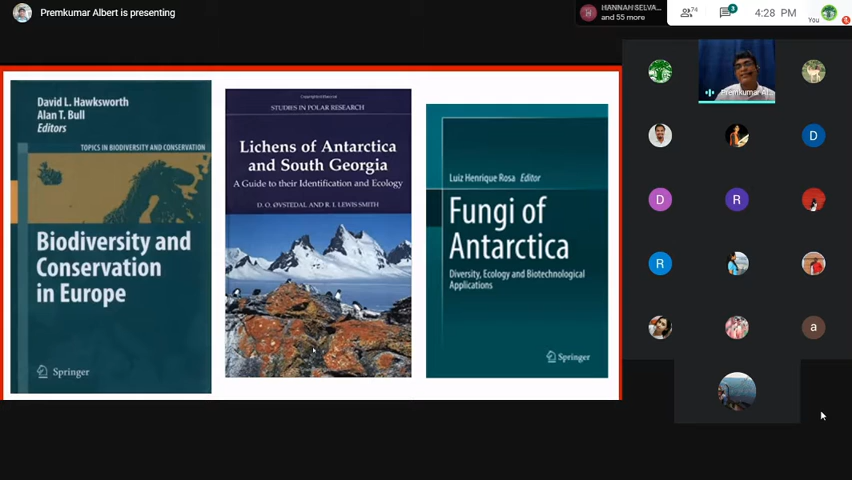 Premkumar Albert is presenting
HANNAH SELVA...
and 55 more
74
3
4:28 PM
You
David L. Hawksworth
Alan T. Bull
Editors
TOPICS IN BIODIVERSITY AND CONSERVATION
Biodiversity and
Conservation
in Europe
Springer
STUDIES IN POLAR RESEARCH
Lichens of Antarctica
and South Georgia
A Guide to their Identification and Ecology
D. O. ØVSTEDAL AND R. I. LEWIS SMITH
Luiz Henrique Rosa Editor
Fungi of
Antarctica
Diversity, Ecology and Biotechnological
Applications
Springer
Premkumar Al...
D
D
R
R
a
H